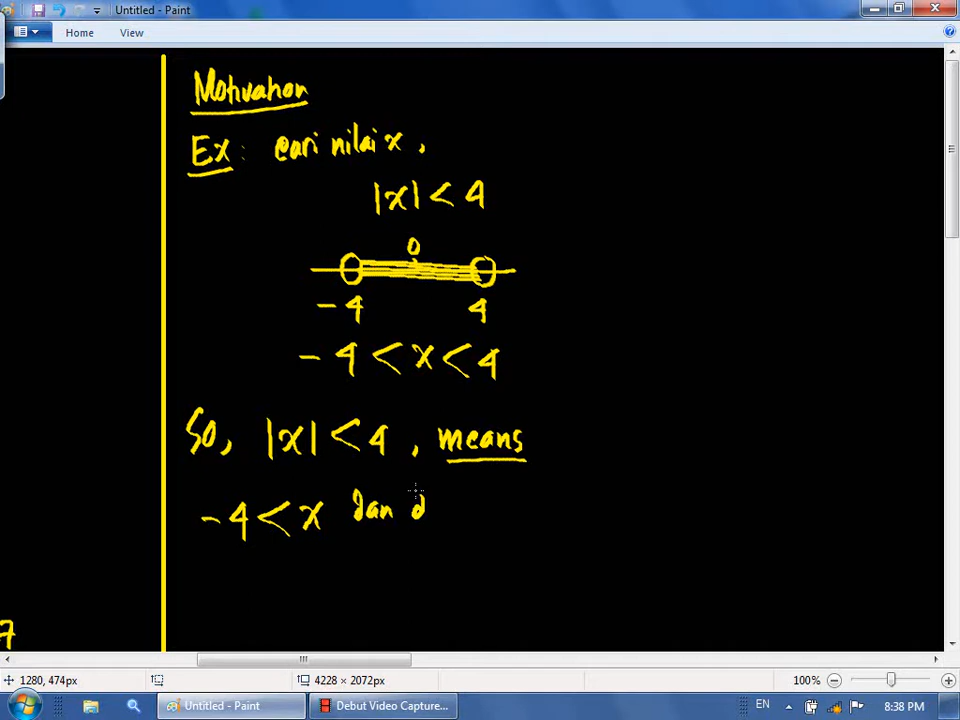 Untitled - Paint
Home View
Motivation
Ex: cari nilai x,
|x| < 4
0
-4 4
-4 < x < 4
So, |x| < 4, means
-4 < x dan
7
1280, 474px 4228 × 2072px 100%
Untitled - Paint Debut Video Capture... EN 8:38 PM